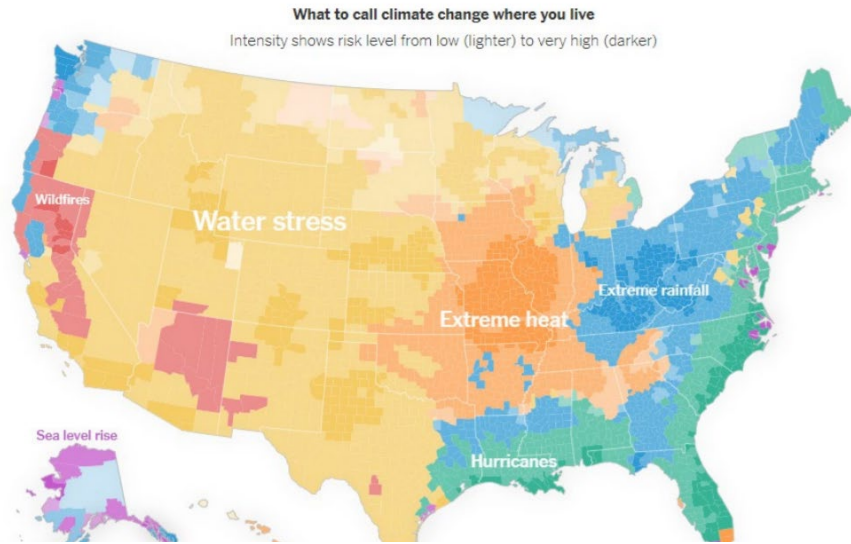 What to call climate change where you live
Intensity shows risk level from low (lighter) to very high (darker)
Wildfires
Water stress
Extreme rainfall
Extreme heat
Sea level rise
Hurricanes